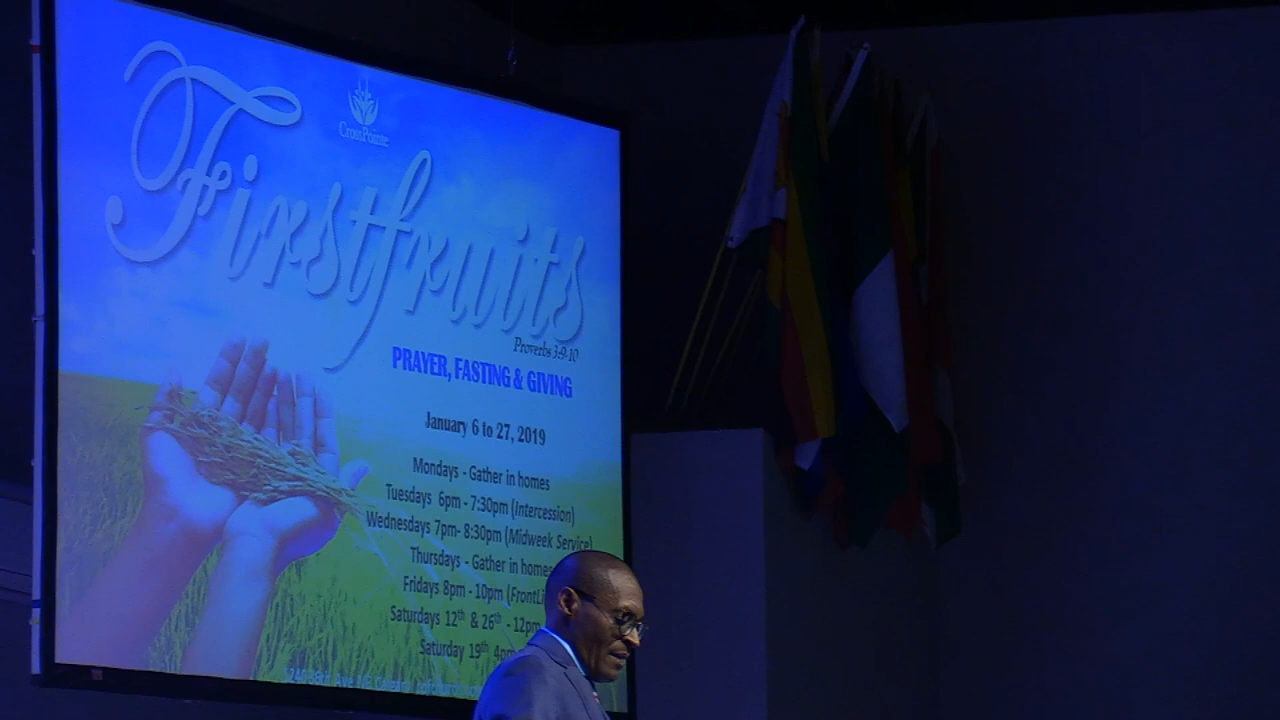 CrossPointe
Firstfruits
Proverbs 3:9-10
PRAYER, FASTING & GIVING
January 6 to 27, 2019
Mondays - Gather in homes
Tuesdays 6pm - 7:30pm (Intercession)
Wednesdays 7pm- 8:30pm (Midweek Service)
Thursdays - Gather in homes
Fridays 8pm - 10pm
Saturdays 12th & 26th - 12pm
Saturday 19th